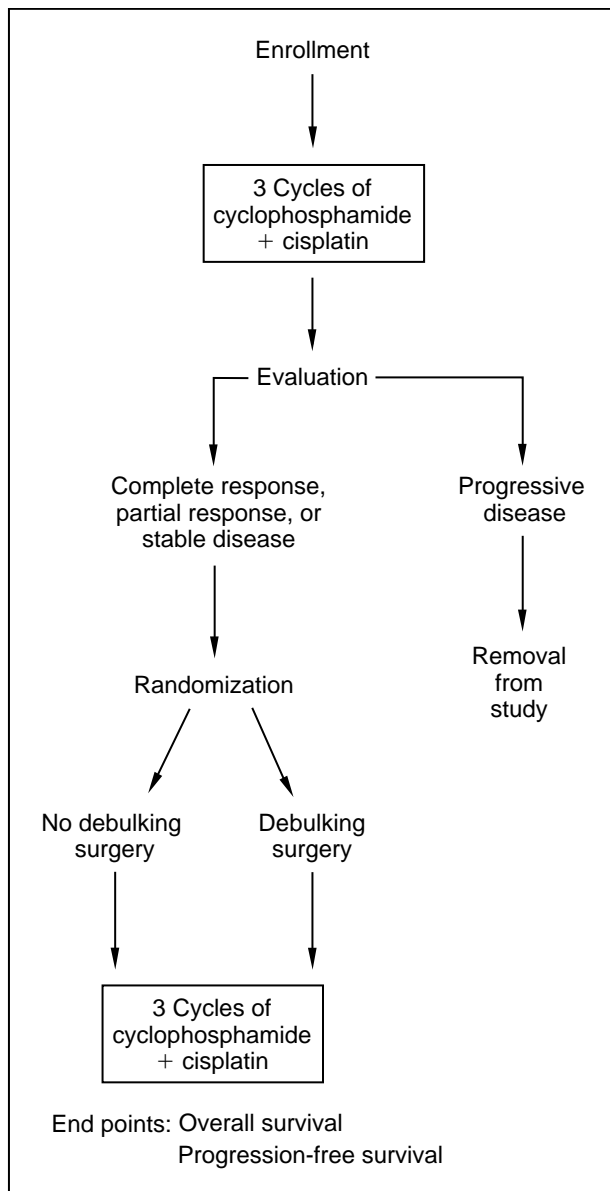 Enrollment
3 Cycles of
cyclophosphamide
+ cisplatin
Evaluation
Complete response,
partial response, or
stable disease
Progressive
disease
Randomization
Removal
from
study
No debulking
surgery
Debulking
surgery
3 Cycles of
cyclophosphamide
+ cisplatin
End points: Overall survival
Progression-free survival